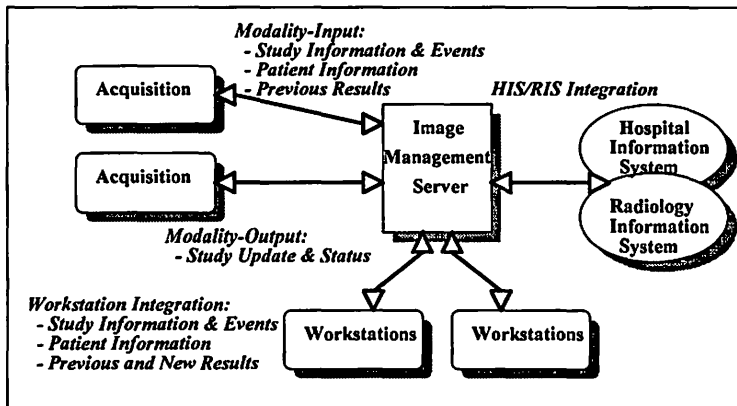 Modality-Input:
- Study Information & Events
- Patient Information
- Previous Results
Acquisition
HIS/RIS Integration
Image
Management
Server
Hospital
Information
System
Acquisition
Radiology
Information
System
Modality-Output:
- Study Update & Status
Workstation Integration:
- Study Information & Events
- Patient Information
- Previous and New Results
Workstations
Workstations